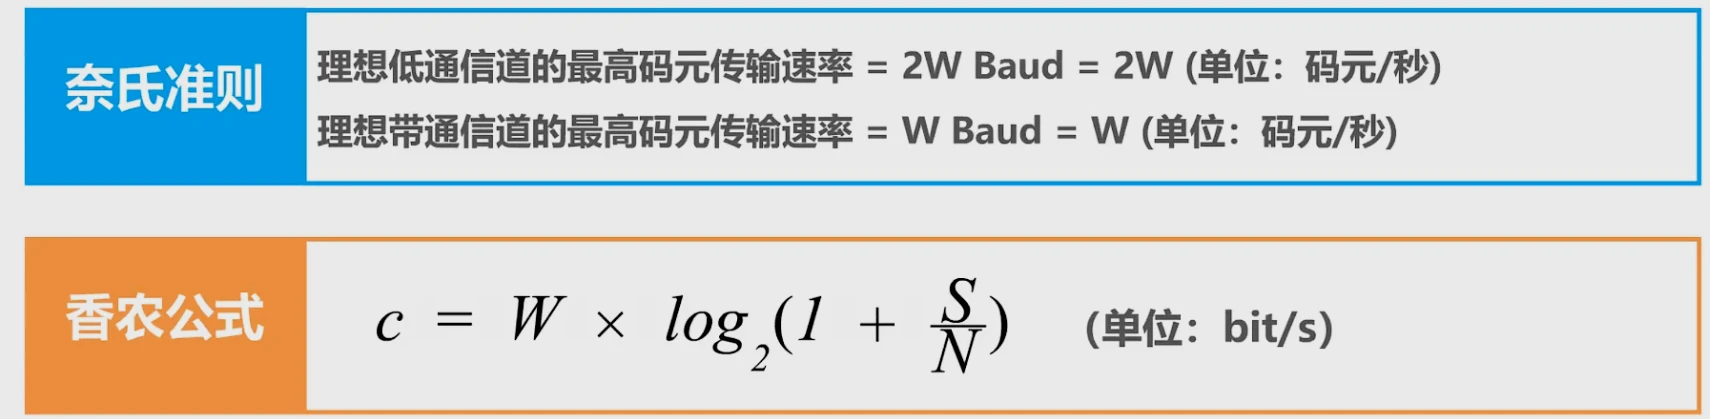 奈氏准则
理想低通信道的最高码元传输速率 = 2W Baud = 2W (单位：码元/秒)
理想带通信道的最高码元传输速率 = W Baud = W (单位：码元/秒)
香农公式
c = W × log₂(1 + S/N) (单位：bit/s)